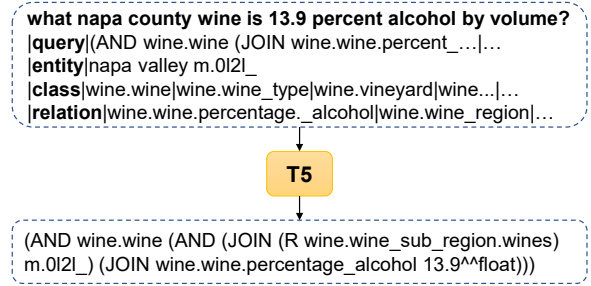 what napa county wine is 13.9 percent alcohol by volume?
|query|(AND wine.wine (JOIN wine.wine.percent_…|…
|entity|napa valley m.0l2l_
|class|wine.wine|wine.wine_type|wine.vineyard|wine...|…
|relation|wine.wine.percentage._alcohol|wine.wine_region|…
T5
(AND wine.wine (AND (JOIN (R wine.wine_sub_region.wines)
m.0l2l_) (JOIN wine.wine.percentage_alcohol 13.9^^float)))